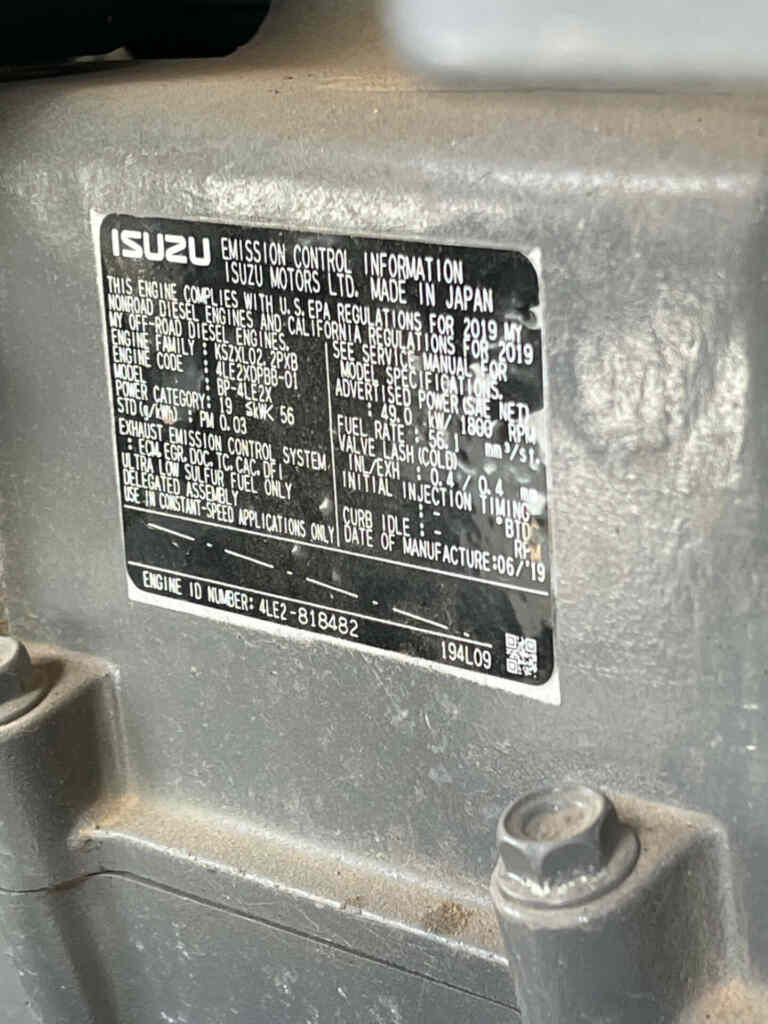 ISUZU EMISSION CONTROL INFORMATION
ISUZU MOTORS LTD. MADE IN JAPAN
THIS ENGINE COMPLIES WITH U.S. EPA REGULATIONS FOR 2019 MY
NONROAD DIESEL ENGINES AND CALIFORNIA REGULATIONS FOR 2019
MY OFF-ROAD DIESEL ENGINES.
ENGINE FAMILY : KSZXL02.2PXB
ENGINE CODE : 4LE2XDPBB-01
MODEL : BP-4LE2X
POWER CATEGORY: 19 ≤kW< 56
STD(g/kWh) : PM 0.03
EXHAUST EMISSION CONTROL SYSTEM
: ECM, EGR, DOC, TC, CAC, DFI
ULTRA LOW SULFUR FUEL ONLY
DELEGATED ASSEMBLY
USE IN CONSTANT-SPEED APPLICATIONS ONLY
SEE SERVICE MANUAL FOR
MODEL SPECIFICATIONS.
ADVERTISED POWER(SAE NET)
: 49.0 kW/ 1800 RPM
FUEL RATE : 56.1 mm³/st.
VALVE LASH(COLD)
INL/EXH : 0.4 / 0.4 mm
INITIAL INJECTION TIMING
: - °BTD
CURB IDLE : - RPM
DATE OF MANUFACTURE:06/'19
ENGINE ID NUMBER: 4LE2-818482
194L09